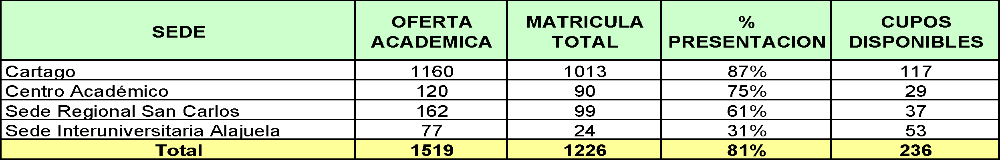 SEDE OFERTA ACADEMICA MATRICULA TOTAL % PRESENTACION CUPOS DISPONIBLES
Cartago 1160 1013 87% 117
Centro Académico 120 90 75% 29
Sede Regional San Carlos 162 99 61% 37
Sede Interuniversitaria Alajuela 77 24 31% 53
Total 1519 1226 81% 236